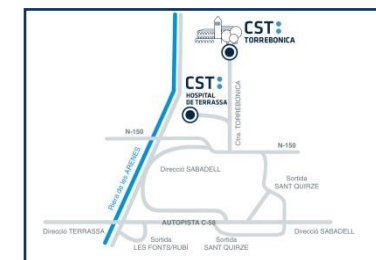 CST:
TORREBONICA
CST:
HOSPITAL
DE TERRASSA
Ctra. TORREBONICA
N-150
Riera de les ARENES
Direcció SABADELL
N-150
Sortida
SANT QUIRZE
AUTOPISTA C-58
Direcció TERRASSA
Sortida
LES FONTS/RUBÍ
Sortida
SANT QUIRZE
Direcció SABADELL